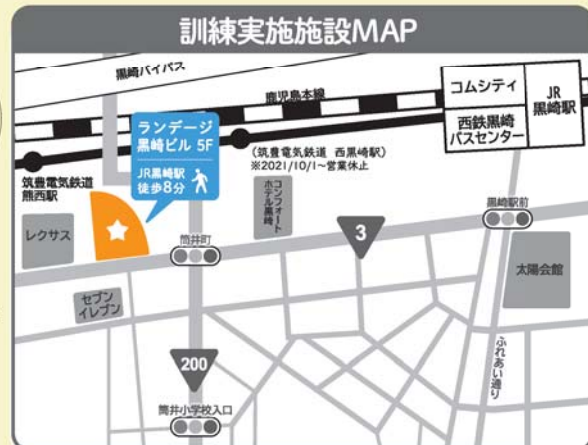 訓練実施施設MAP
黒崎バイパス
鹿児島本線
コムシティ
西鉄黒崎
バスセンター
JR
黒崎駅
ランデージ
黒崎ビル 5F
JR黒崎駅
徒歩8分
(筑豊電気鉄道 西黒崎駅)
※2021/10/1〜営業休止
筑豊電気鉄道
熊西駅
レクサス
コンフォート
ホテル黒崎
黒崎駅前
筒井町
3
太陽会館
セブン
イレブン
200
ふれあい通り
筒井小学校入口